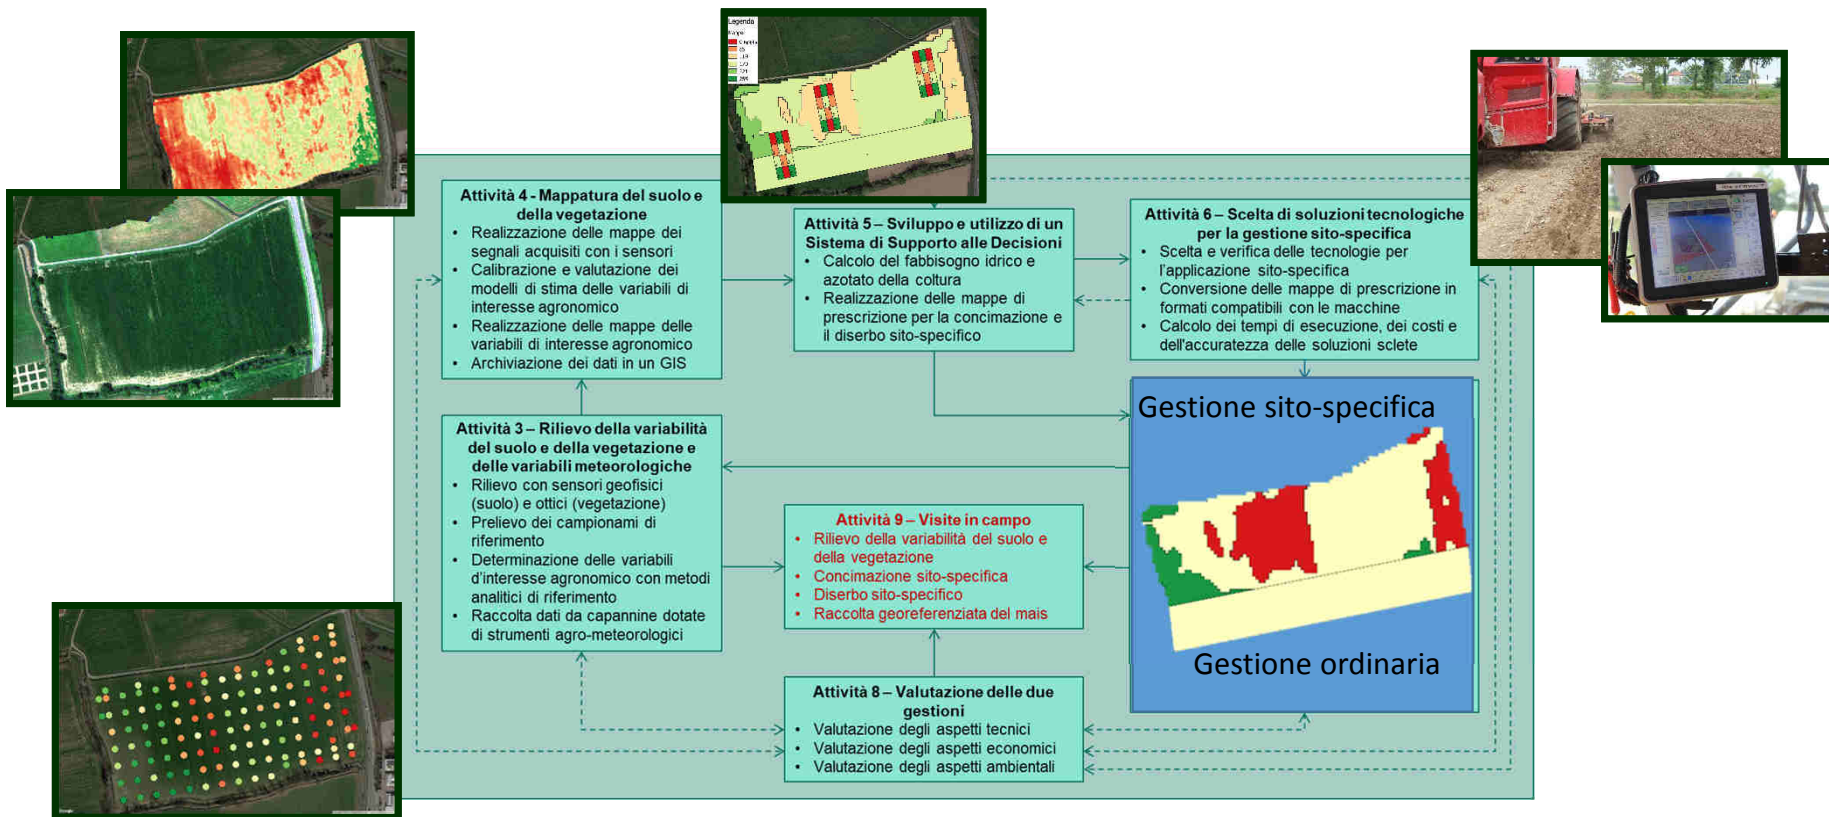 Legenda
Attività 4 - Mappatura del suolo e
della vegetazione
• Realizzazione delle mappe dei
segnali acquisiti con i sensori
• Calibrazione e valutazione dei
modelli di stima delle variabili di
interesse agronomico
• Realizzazione delle mappe delle
variabili di interesse agronomico
• Archiviazione dei dati in un GIS
Attività 5 – Sviluppo e utilizzo di un
Sistema di Supporto alle Decisioni
• Calcolo del fabbisogno idrico e
azotato della coltura
• Realizzazione delle mappe di
prescrizione per la concimazione e
il diserbo sito-specifico
Attività 6 – Scelta di soluzioni tecnologiche
per la gestione sito-specifica
• Scelta e verifica delle tecnologie per
l'applicazione sito-specifica
• Conversione delle mappe di prescrizione in
formati compatibili con le macchine
• Calcolo dei tempi di esecuzione, dei costi e
dell'accuratezza delle soluzioni sclete
Attività 3 – Rilievo della variabilità
del suolo e della vegetazione e
delle variabili meteorologiche
• Rilievo con sensori geofisici
(suolo) e ottici (vegetazione)
• Prelievo dei campionami di
riferimento
• Determinazione delle variabili
d'interesse agronomico con metodi
analitici di riferimento
• Raccolta dati da capannine dotate
di strumenti agro-meteorologici
Attività 9 – Visite in campo
• Rilievo della variabilità del suolo e
della vegetazione
• Concimazione sito-specifica
• Diserbo sito-specifico
• Raccolta georeferenziata del mais
Gestione sito-specifica
Gestione ordinaria
Attività 8 – Valutazione delle due
gestioni
• Valutazione degli aspetti tecnici
• Valutazione degli aspetti economici
• Valutazione degli aspetti ambientali